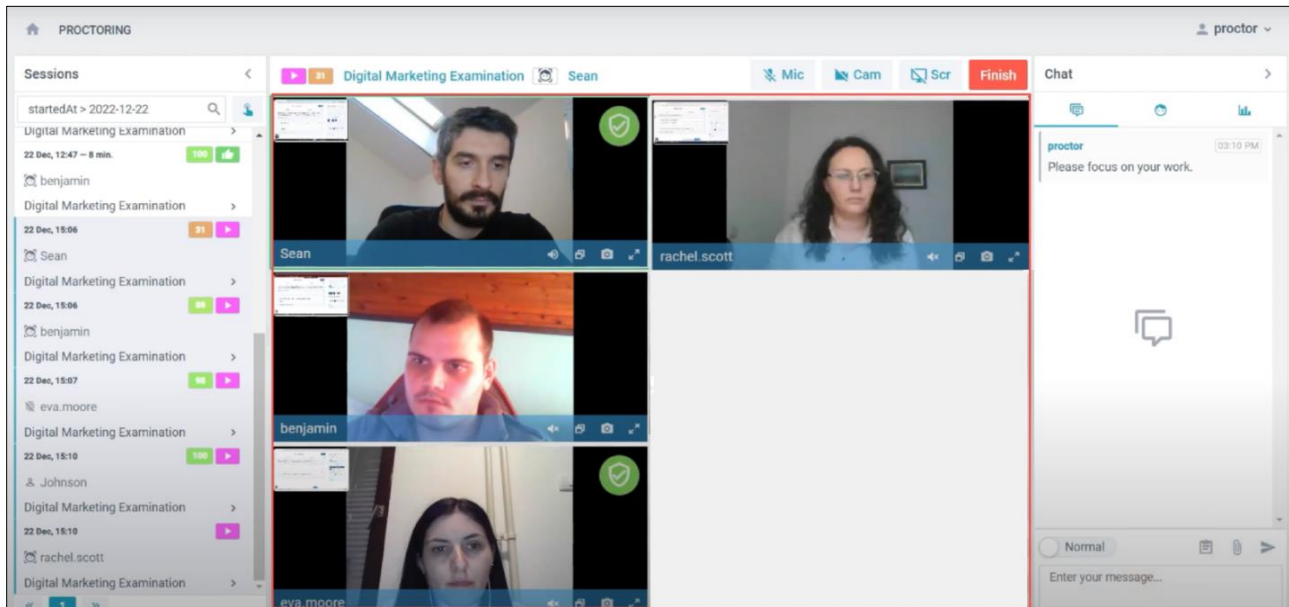 PROCTORING
proctor
Sessions
startedAt > 2022-12-22
Digital Marketing Examination
22 Dec, 12:47 — 8 min.
100
benjamin
Digital Marketing Examination
22 Dec, 15:06
31
Sean
Digital Marketing Examination
22 Dec, 15:06
benjamin
Digital Marketing Examination
22 Dec, 15:07
98
eva.moore
Digital Marketing Examination
22 Dec, 15:10
100
Johnson
Digital Marketing Examination
22 Dec, 15:10
rachel.scott
Digital Marketing Examination
« 1 »
31 Digital Marketing Examination Sean
Mic Cam Scr Finish
Sean
rachel.scott
benjamin
eva.moore
Chat
proctor 03:10 PM
Please focus on your work.
Normal
Enter your message...